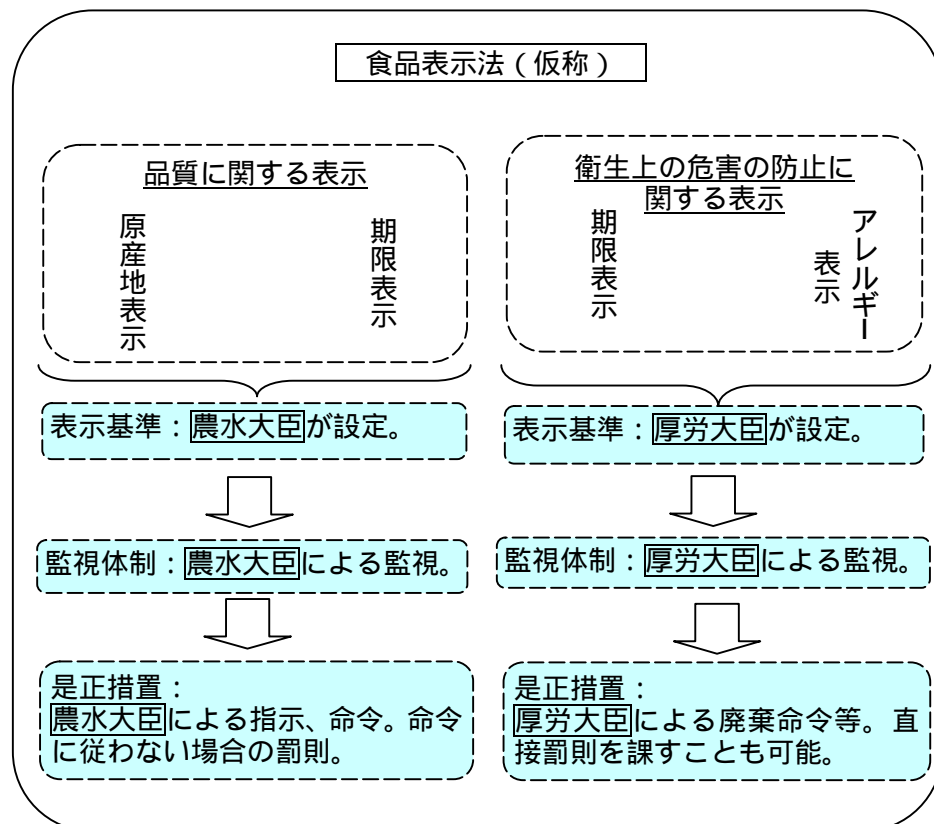 食品表示法（仮称）
品質に関する表示
原産地表示
期限表示
表示基準：農水大臣が設定。
監視体制：農水大臣による監視。
是正措置：
農水大臣による指示、命令。命令
に従わない場合の罰則。
衛生上の危害の防止に
関する表示
期限表示
アレルギー
表示
表示基準：厚労大臣が設定。
監視体制：厚労大臣による監視。
是正措置：
厚労大臣による廃棄命令等。直
接罰則を課すことも可能。